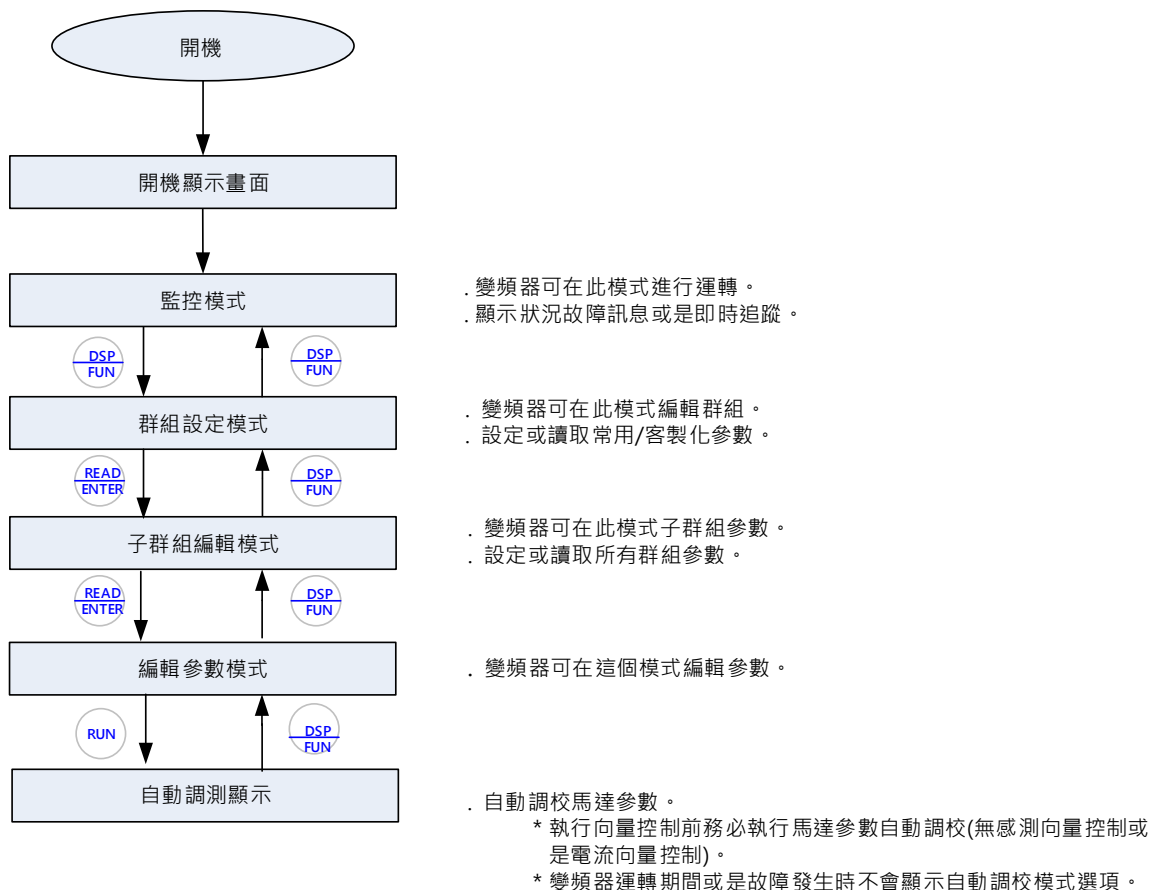 開機
開機顯示畫面
監控模式
. 變頻器可在此模式進行運轉。
. 顯示狀況故障訊息或是即時追蹤。
DSP
FUN
DSP
FUN
群組設定模式
. 變頻器可在此模式編輯群組。
. 設定或讀取常用/客製化參數。
READ
ENTER
DSP
FUN
子群組編輯模式
. 變頻器可在此模式子群組參數。
. 設定或讀取所有群組參數。
READ
ENTER
DSP
FUN
編輯參數模式
. 變頻器可在這個模式編輯參數。
RUN
DSP
FUN
自動調測顯示
. 自動調校馬達參數。
* 執行向量控制前務必執行馬達參數自動調校(無感測向量控制或
是電流向量控制)。
* 變頻器運轉期間或是故障發生時不會顯示自動調校模式選項。